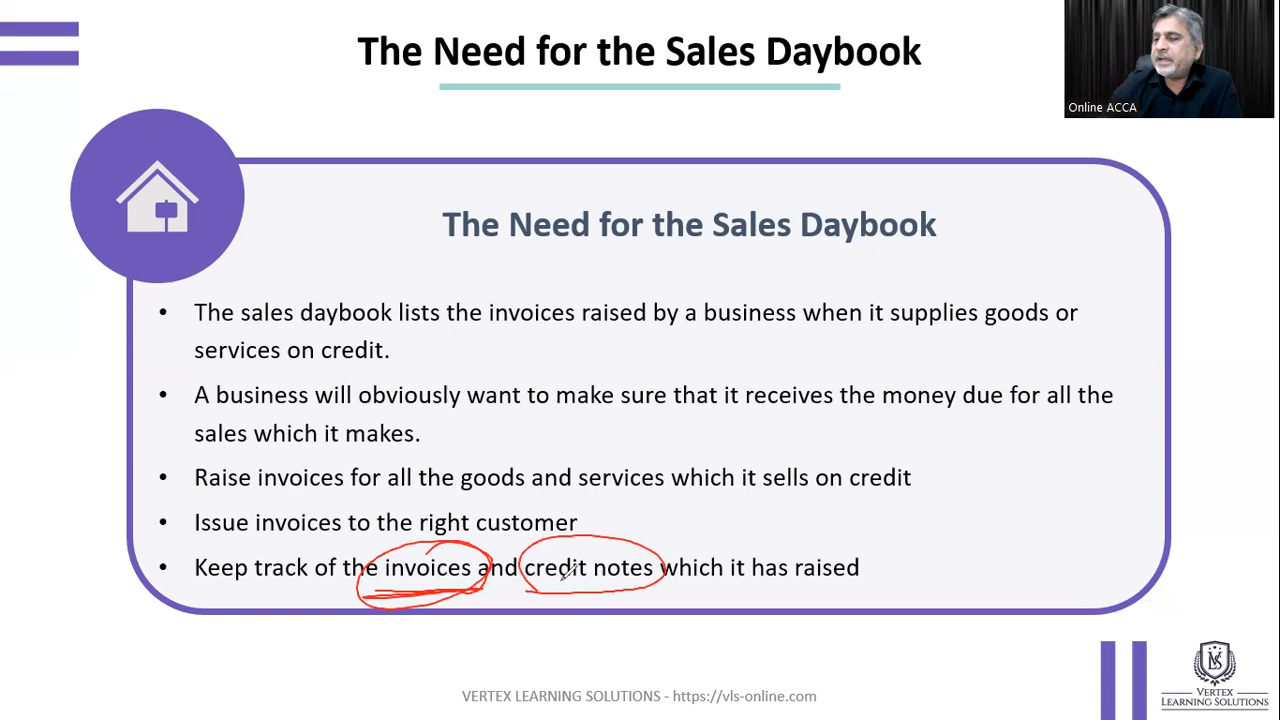 The Need for the Sales Daybook
Online ACCA
The Need for the Sales Daybook
• The sales daybook lists the invoices raised by a business when it supplies goods or
services on credit.
• A business will obviously want to make sure that it receives the money due for all the
sales which it makes.
• Raise invoices for all the goods and services which it sells on credit
• Issue invoices to the right customer
• Keep track of the invoices and credit notes which it has raised
VERTEX LEARNING SOLUTIONS - https://vls-online.com
VLS
VERTEX
LEARNING SOLUTIONS